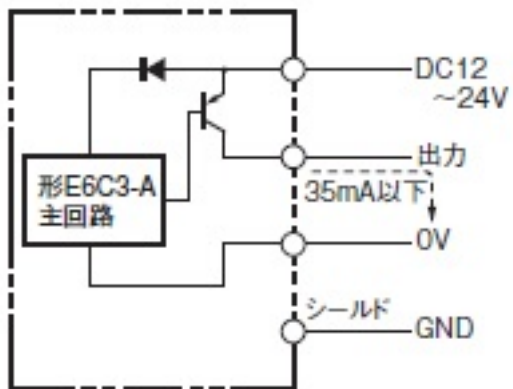 DC12
～24V
出力
形E6C3-A
主回路
35mA以下
0V
シールド
GND